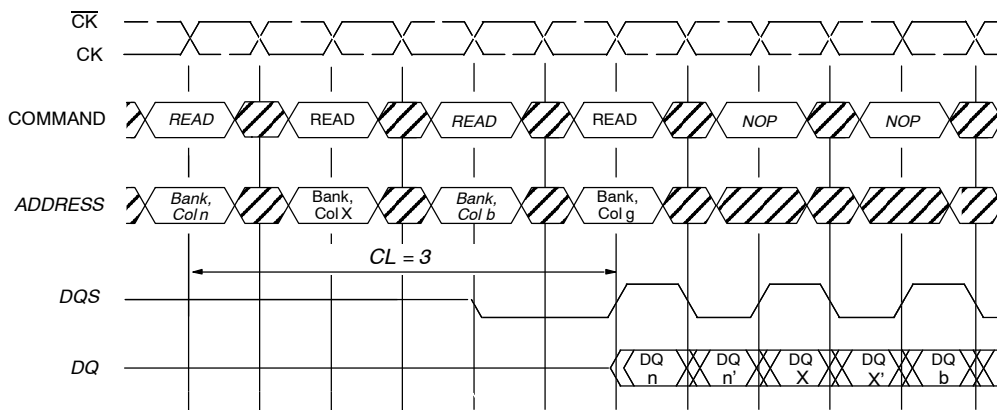 CK
CK
COMMAND READ READ READ READ NOP NOP
ADDRESS Bank, Col n Bank, Col X Bank, Col b Bank, Col g
CL = 3
DQS
DQ DQ n DQ n' DQ X DQ X' DQ b